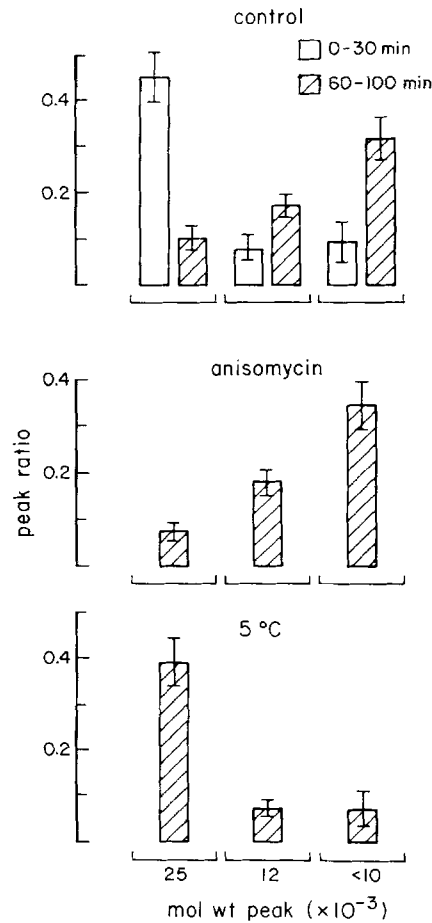 control
0-30 min
60-100 min
0.4
0.2
anisomycin
0.4
0.2
peak ratio
5 °C
0.4
0.2
25 12 <10
mol wt peak (×10⁻³)